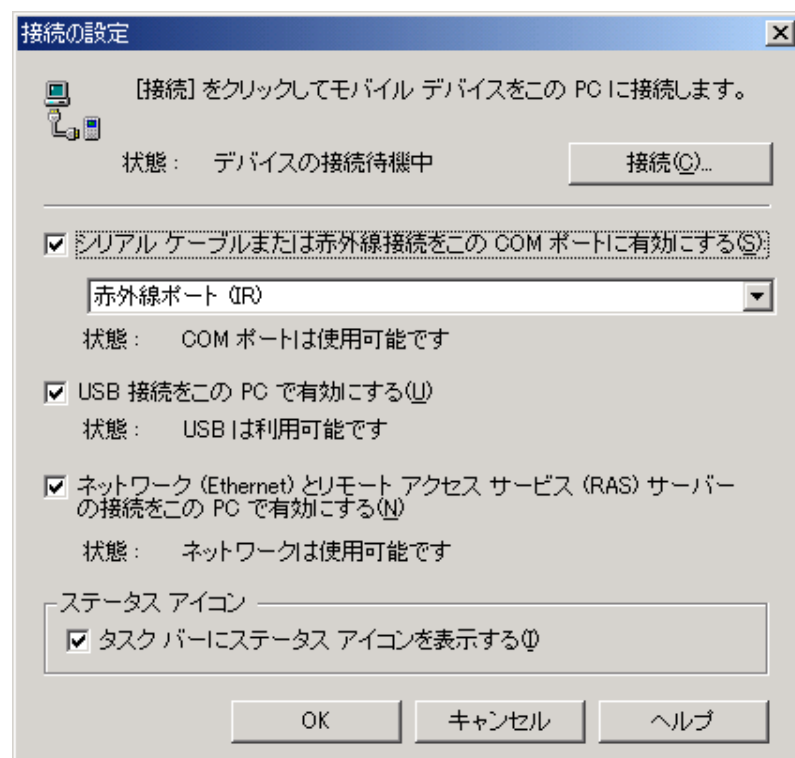 接続の設定
[接続] をクリックしてモバイル デバイスをこの PC に接続します。
状態： デバイスの接続待機中
接続(C)...
シリアル ケーブルまたは赤外線接続をこの COM ポートに有効にする(S)
赤外線ポート (IR)
状態： COM ポートは使用可能です
USB 接続をこの PC で有効にする(U)
状態： USB は利用可能です
ネットワーク (Ethernet) とリモート アクセス サービス (RAS) サーバー
の接続をこの PC で有効にする(N)
状態： ネットワークは使用可能です
ステータス アイコン
タスク バーにステータス アイコンを表示する(I)
OK
キャンセル
ヘルプ